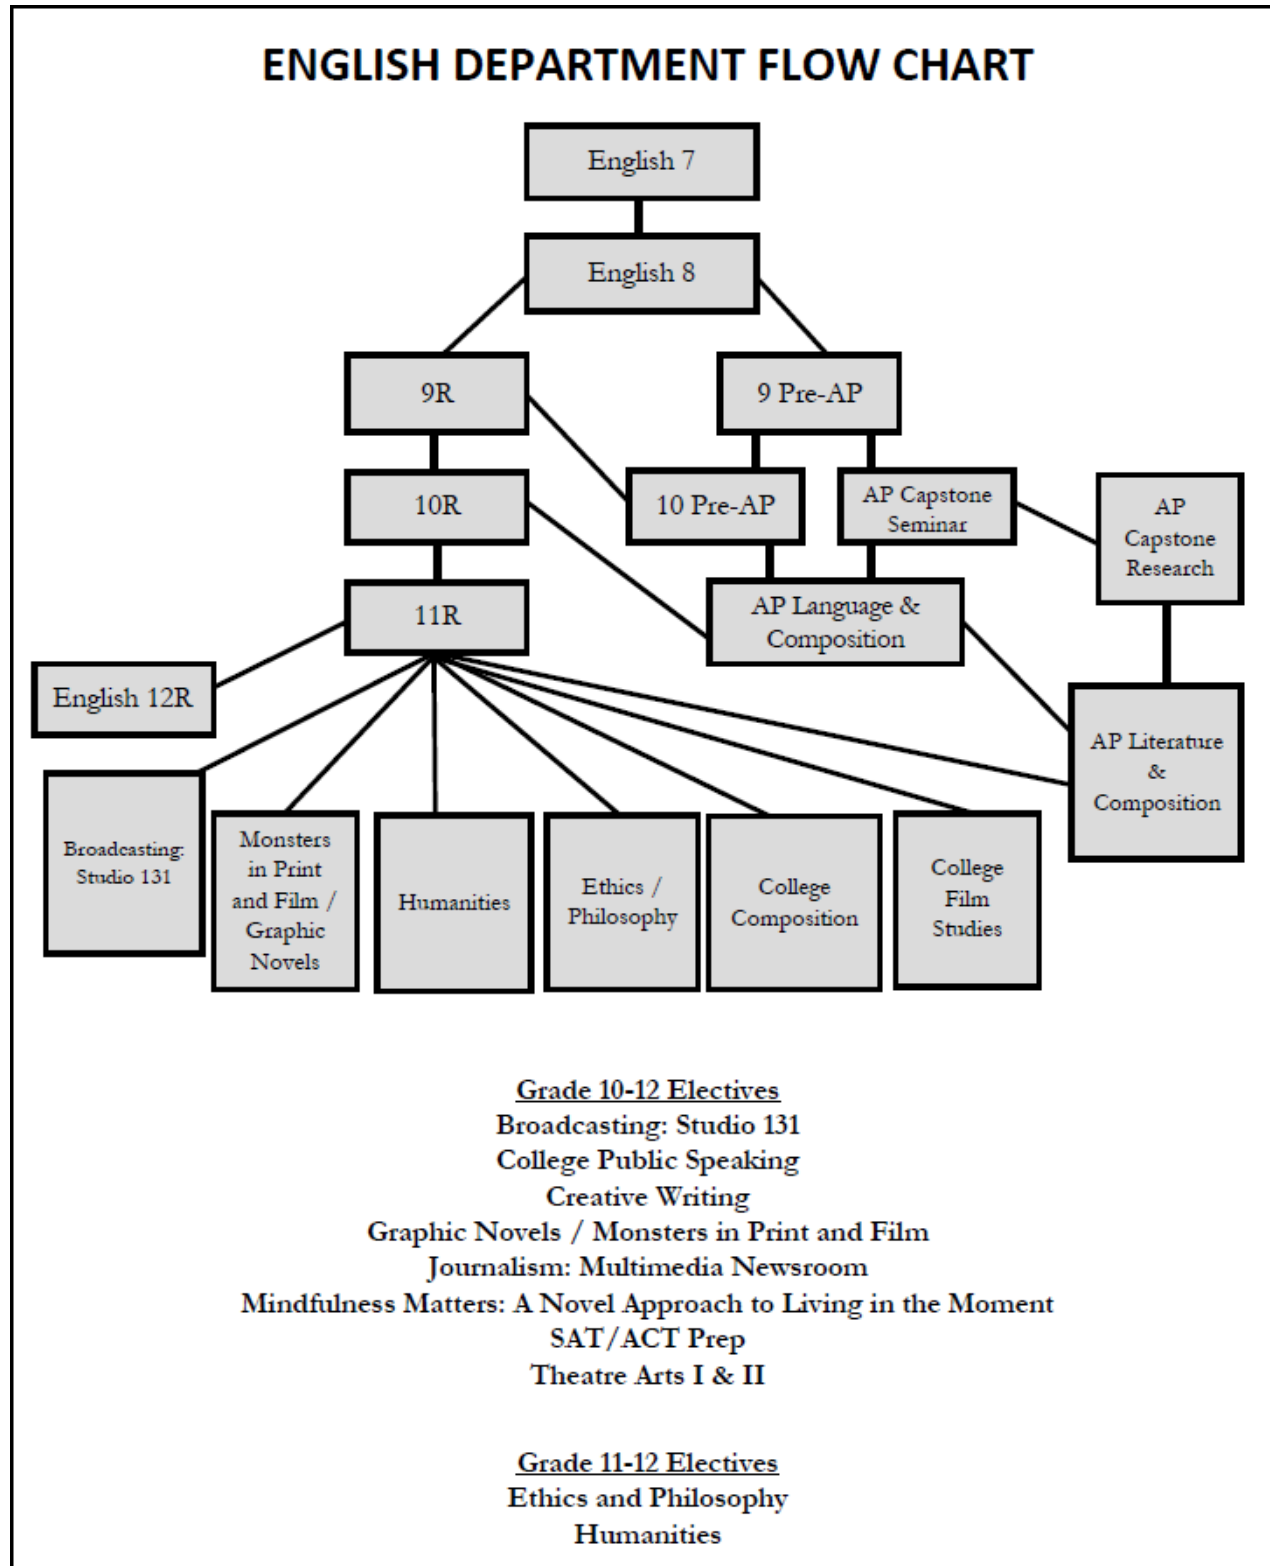 ENGLISH DEPARTMENT FLOW CHART
English 7
English 8
9R
9 Pre-AP
10R
10 Pre-AP
AP Capstone
Seminar
AP
Capstone
Research
11R
AP Language &
Composition
English 12R
AP Literature
&
Composition
Broadcasting:
Studio 131
Monsters
in Print
and Film /
Graphic
Novels
Humanities
Ethics /
Philosophy
College
Composition
College
Film
Studies
Grade 10-12 Electives
Broadcasting: Studio 131
College Public Speaking
Creative Writing
Graphic Novels / Monsters in Print and Film
Journalism: Multimedia Newsroom
Mindfulness Matters: A Novel Approach to Living in the Moment
SAT/ACT Prep
Theatre Arts I & II
Grade 11-12 Electives
Ethics and Philosophy
Humanities